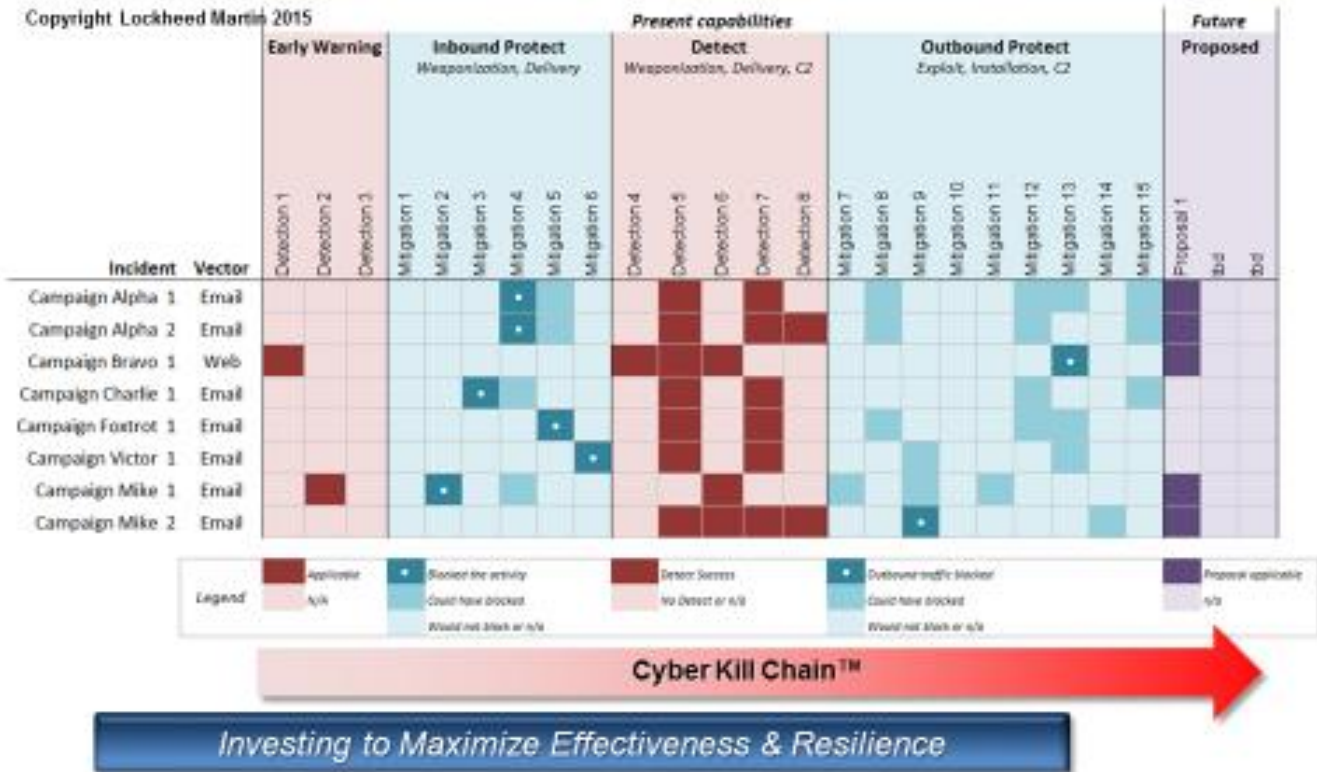 Copyright Lockheed Martin 2015
Present capabilities
Future
Early Warning
Inbound Protect
Weaponization, Delivery
Detect
Weaponization, Delivery, C2
Outbound Protect
Exploit, Installation, C2
Proposed
Incident Vector
Detection 1
Detection 2
Detection 3
Mitigation 1
Mitigation 2
Mitigation 3
Mitigation 4
Mitigation 5
Mitigation 6
Detection 4
Detection 5
Detection 6
Detection 7
Detection 8
Mitigation 7
Mitigation 8
Mitigation 9
Mitigation 10
Mitigation 11
Mitigation 12
Mitigation 13
Mitigation 14
Mitigation 15
Proposal 1
tbd
tbd
Campaign Alpha 1 Email
Campaign Alpha 2 Email
Campaign Bravo 1 Web
Campaign Charlie 1 Email
Campaign Foxtrot 1 Email
Campaign Victor 1 Email
Campaign Mike 1 Email
Campaign Mike 2 Email
Legend
Applicable
N/A
Blocked the activity
Could have blocked
Would not block or n/a
Detect Success
No Detect or n/a
Outbound traffic blocked
Could have blocked
Would not block or n/a
Proposal applicable
n/a
Cyber Kill Chain™
Investing to Maximize Effectiveness & Resilience